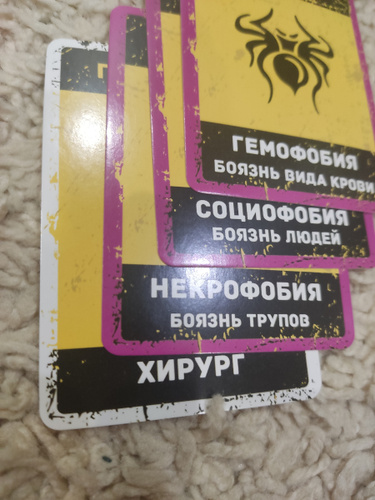 ГЕМОФОБИЯ
БОЯЗНЬ ВИДА КРОВИ
СОЦИОФОБИЯ
БОЯЗНЬ ЛЮДЕЙ
НЕКРОФОБИЯ
БОЯЗНЬ ТРУПОВ
ХИРУРГ